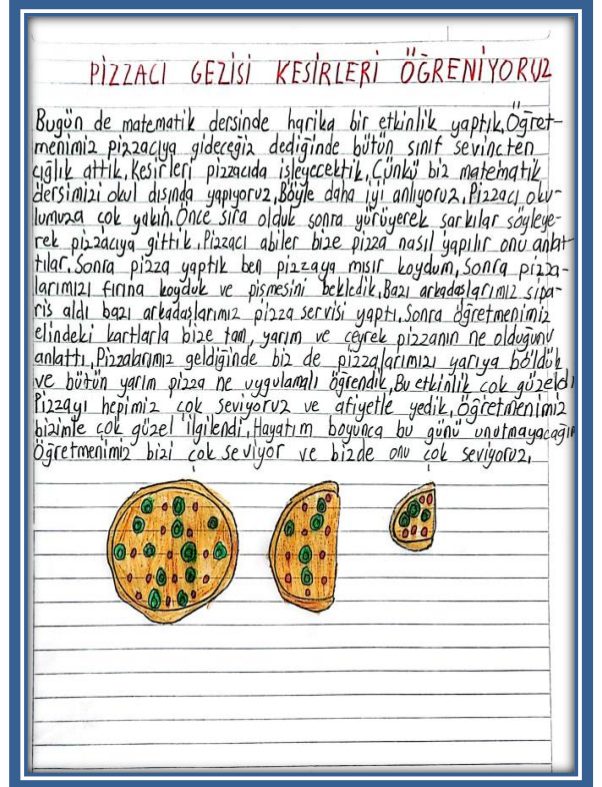 PİZZACI GEZİSİ KESİRLERİ ÖĞRENİYORUZ
Bugün de matematik dersinde harika bir etkinlik yaptık, Öğret-
menimiz pizzacıya gideceğiz dediğinde bütün sınıf sevinçten
çığlık attık, Kesirleri pizzacıda işleyecektik, Çünkü biz matematik
dersimizi okul dışında yapıyoruz, Böyle daha iyi anlıyoruz, Pizzacı oku-
lumuza çok yakın, Önce sıra olduk sonra yürüyerek şarkılar söyleye-
rek pizzacıya gittik, Pizzacı abiler bize pizza nasıl yapılır onu anlat-
tılar, Sonra pizza yaptık ben pizzaya mısır koydum, Sonra pizza-
larımızı fırına koyduk ve pişmesini bekledik, Bazı arkadaşlarımız sipa-
riş aldı bazı arkadaşlarımız pizza servisi yaptı, Sonra öğretmenimiz
elindeki kartlarla bize tam, yarım ve çeyrek pizzanın ne olduğunu
anlattı, Pizzalarımız geldiğinde biz de pizzalarımızı yarıya böldük
ve bütün yarım pizza ne uygulamalı öğrendik, Bu etkinlik çok güzeldi
Pizzayı hepimiz çok seviyoruz ve afiyetle yedik, Öğretmenimiz
bizimle çok güzel ilgilendi, Hayatım boyunca bu günü unutmayacağım
Öğretmenimiz bizi çok seviyor ve bizde onu çok seviyoruz,